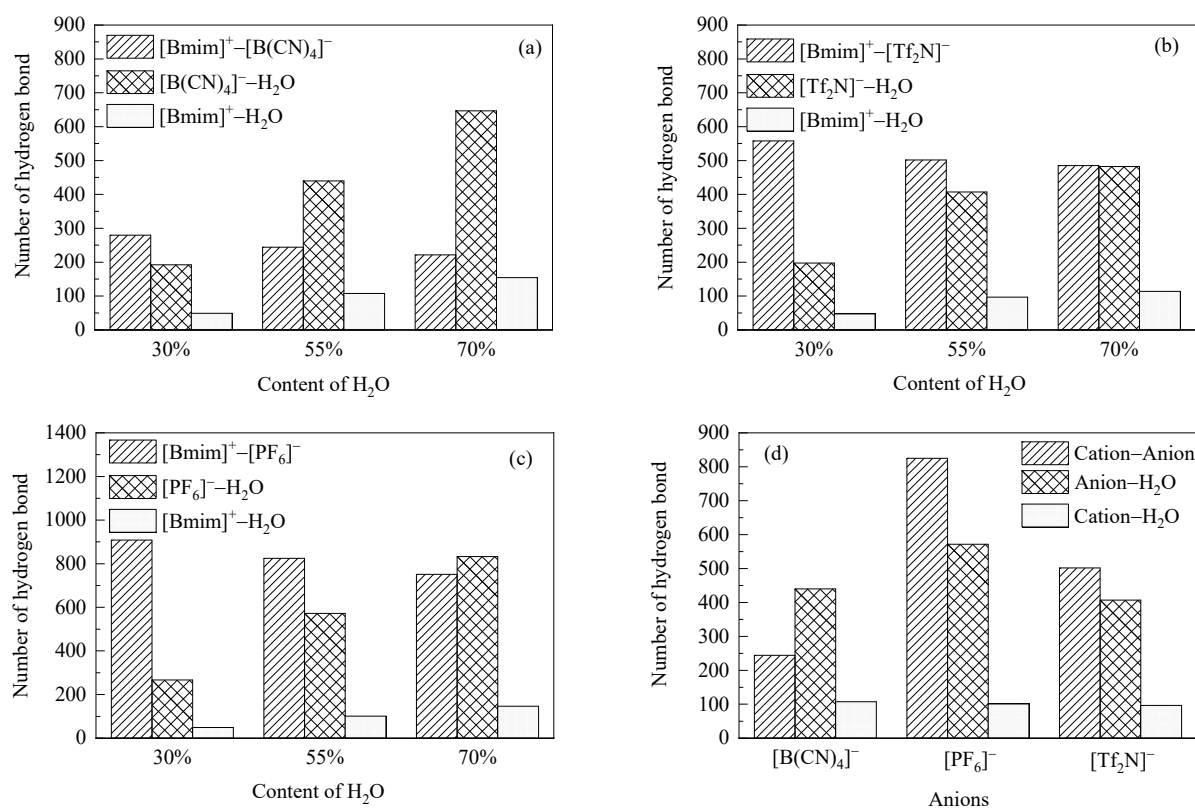 (a)
[Bmim]⁺–[B(CN)₄]⁻
[B(CN)₄]⁻–H₂O
[Bmim]⁺–H₂O
Number of hydrogen bond
900
800
700
600
500
400
300
200
100
0
30% 55% 70%
Content of H₂O
(b)
[Bmim]⁺–[Tf₂N]⁻
[Tf₂N]⁻–H₂O
[Bmim]⁺–H₂O
Number of hydrogen bond
900
800
700
600
500
400
300
200
100
0
30% 55% 70%
Content of H₂O
(c)
[Bmim]⁺–[PF₆]⁻
[PF₆]⁻–H₂O
[Bmim]⁺–H₂O
Number of hydrogen bond
1400
1200
1000
800
600
400
200
0
30% 55% 70%
Content of H₂O
(d)
Cation–Anion
Anion–H₂O
Cation–H₂O
Number of hydrogen bond
900
800
700
600
500
400
300
200
100
0
[B(CN)₄]⁻ [PF₆]⁻ [Tf₂N]⁻
Anions